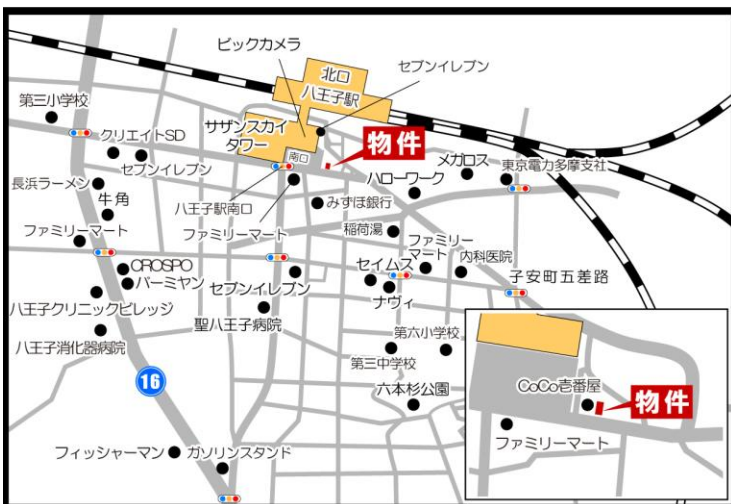 ビックカメラ
北口
八王子駅
セブンイレブン
第三小学校
サザンスカイ
タワー
南口
物件
クリエイトSD
セブンイレブン
メガロス
東京電力多摩支社
長浜ラーメン
八王子駅南口
ハローワーク
牛角
みずほ銀行
ファミリーマート
ファミリーマート
稲荷湯
ファミリー
マート
内科医院
CROSPO
バーミヤン
セブンイレブン
セイムス
ナヴィ
子安町五差路
八王子クリニックビレッジ
聖八王子病院
八王子消化器病院
第六小学校
第三中学校
16
六本杉公園
フィッシャーマン
ガソリンスタンド
CoCo壱番屋
物件
ファミリーマート